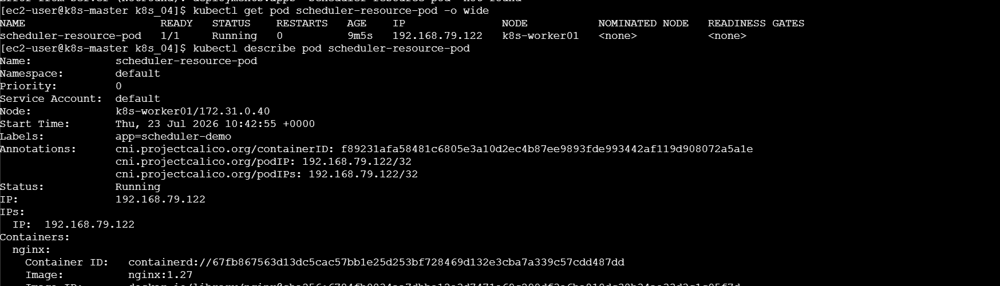 [ec2-user@k8s-master k8s_04]$ kubectl get pod scheduler-resource-pod -o wide
NAME                     READY   STATUS    RESTARTS   AGE    IP               NODE           NOMINATED NODE   READINESS GATES
scheduler-resource-pod   1/1     Running   0          9m5s   192.168.79.122   k8s-worker01   <none>           <none>
[ec2-user@k8s-master k8s_04]$ kubectl describe pod scheduler-resource-pod
Name:             scheduler-resource-pod
Namespace:        default
Priority:         0
Service Account:  default
Node:             k8s-worker01/172.31.0.40
Start Time:       Thu, 23 Jul 2026 10:42:55 +0000
Labels:           app=scheduler-demo
Annotations:      cni.projectcalico.org/containerID: f89231afa58481c6805e3a10d2ec4b87ee9893fde993442af119d908072a5a1e
                  cni.projectcalico.org/podIP: 192.168.79.122/32
                  cni.projectcalico.org/podIPs: 192.168.79.122/32
Status:           Running
IP:               192.168.79.122
IPs:
  IP:  192.168.79.122
Containers:
  nginx:
    Container ID:   containerd://67fb867563d13dc5cac57bb1e25d253bf728469d132e3cba7a339c57cdd487dd
    Image:          nginx:1.27